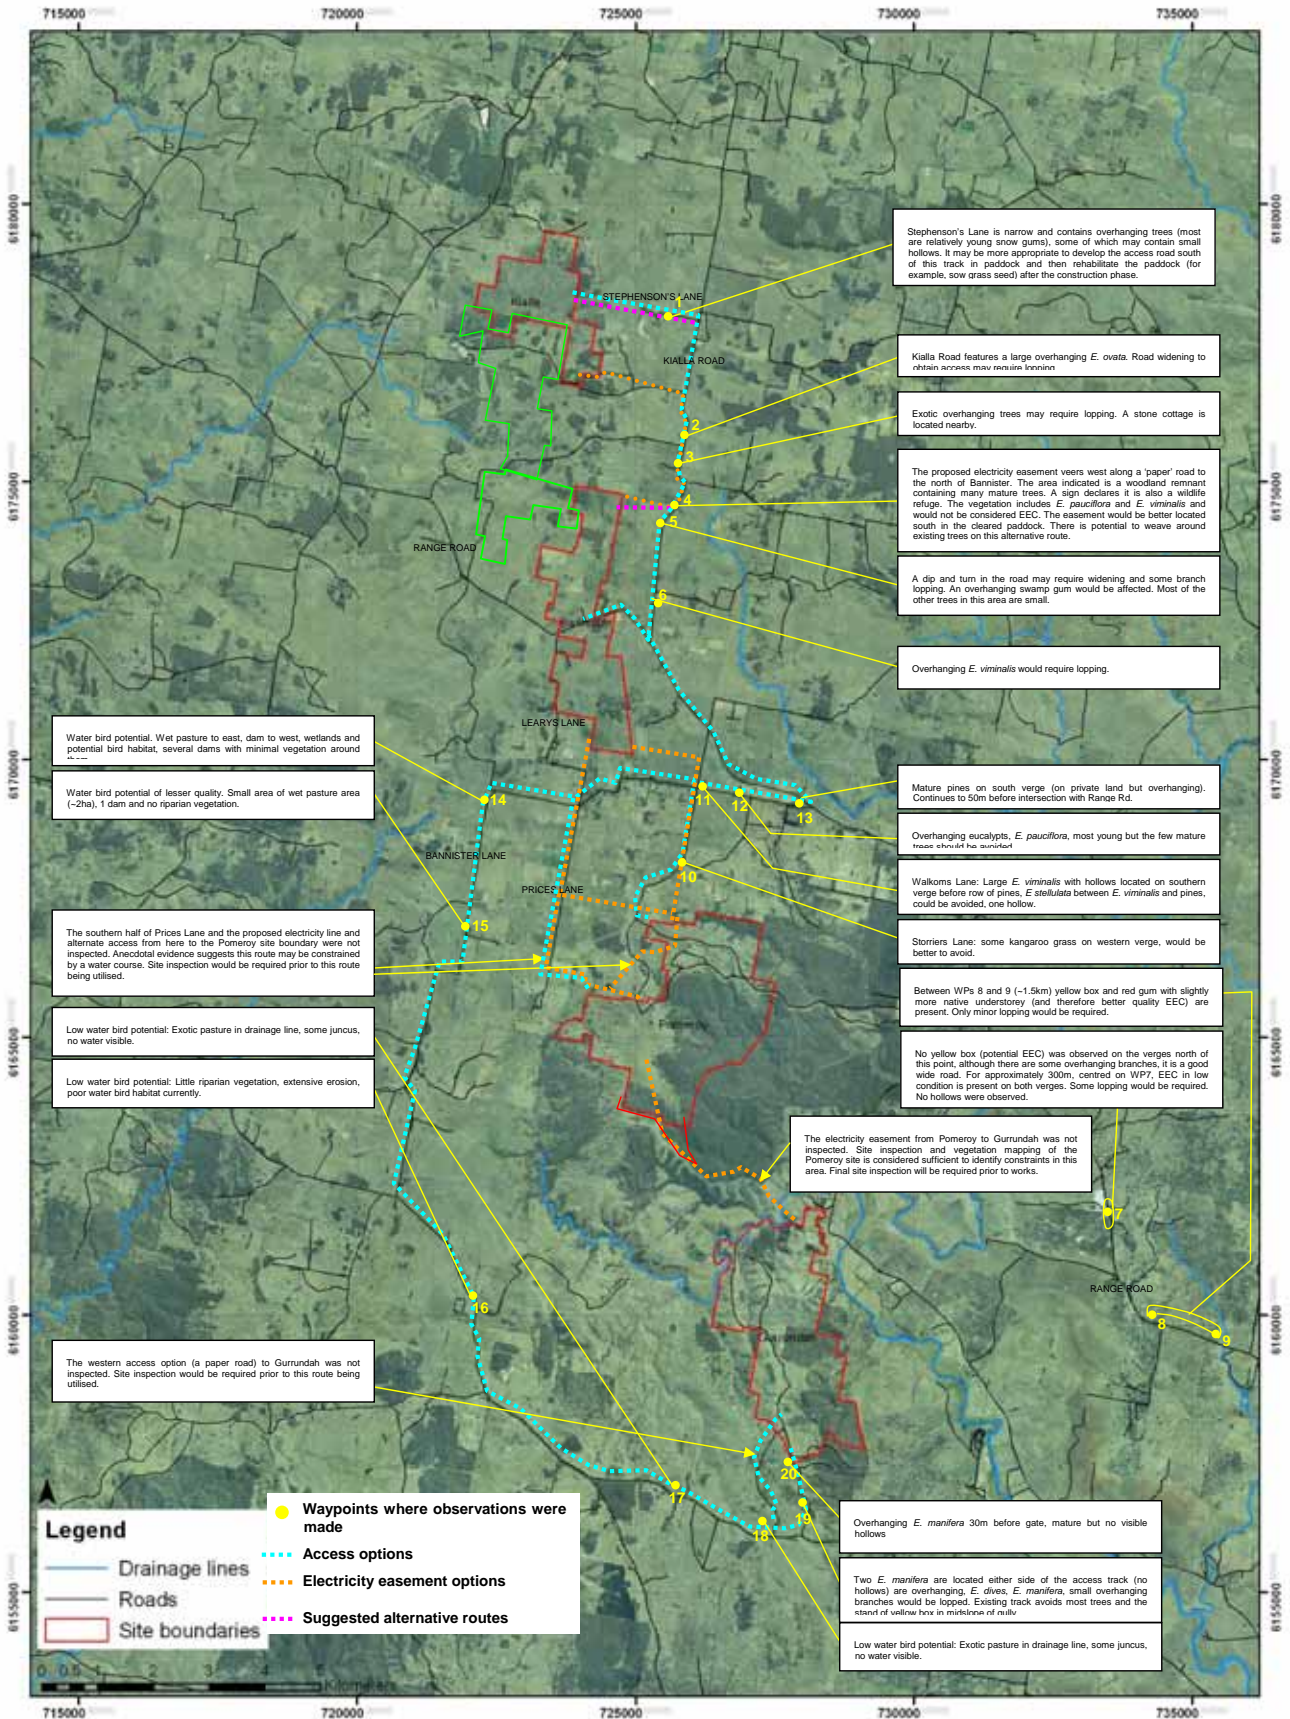 715000
720000
725000
730000
735000
6180000
6180000
Stephenson's Lane is narrow and contains overhanging trees (most
are relatively young snow gums), some of which may contain small
hollows. It may be more appropriate to develop the access road south
of this track in paddock and then rehabilitate the paddock (for
example, sow grass seed) after the construction phase.
Kialla
STEPHENSON'S LANE
1
KIALLA ROAD
Kialla Road features a large overhanging E. ovata. Road widening to
obtain access may require lopping.
2
Exotic overhanging trees may require lopping. A stone cottage is
located nearby.
3
6175000
6175000
The proposed electricity easement veers west along a 'paper' road to
the north of Bannister. The area indicated is a woodland remnant
containing many mature trees. A sign declares it is also a wildlife
refuge. The vegetation includes E. pauciflora and E. viminalis and
would not be considered EEC. The easement would be better located
south in the cleared paddock. There is potential to weave around
existing trees on this alternative route.
4
5
RANGE ROAD
A dip and turn in the road may require widening and some branch
lopping. An overhanging swamp gum would be affected. Most of the
other trees in this area are small.
6
Overhanging E. viminalis would require lopping.
LEARYS LANE
Water bird potential. Wet pasture to east, dam to west, wetlands and
potential bird habitat, several dams with minimal vegetation around
them.
6170000
6170000
Water bird potential of lesser quality. Small area of wet pasture area
(~2ha), 1 dam and no riparian vegetation.
Mature pines on south verge (on private land but overhanging).
Continues to 50m before intersection with Range Rd.
14
11
12
13
Overhanging eucalypts, E. pauciflora, most young but the few mature
trees should be avoided.
BANNISTER LANE
10
Walkoms Lane: Large E. viminalis with hollows located on southern
verge before row of pines, E stellulata between E. viminalis and pines,
could be avoided, one hollow.
PRICES LANE
15
Storriers Lane: some kangaroo grass on western verge, would be
better to avoid.
The southern half of Prices Lane and the proposed electricity line and
alternate access from here to the Pomeroy site boundary were not
inspected. Anecdotal evidence suggests this route may be constrained
by a water course. Site inspection would be required prior to this route
being utilised.
Between WPs 8 and 9 (~1.5km) yellow box and red gum with slightly
more native understorey (and therefore better quality EEC) are
present. Only minor lopping would be required.
Pomeroy
6165000
6165000
Low water bird potential: Exotic pasture in drainage line, some juncus,
no water visible.
No yellow box (potential EEC) was observed on the verges north of
this point, although there are some overhanging branches, it is a good
wide road. For approximately 300m, centred on WP7, EEC in low
condition is present on both verges. Some lopping would be required.
No hollows were observed.
Low water bird potential: Little riparian vegetation, extensive erosion,
poor water bird habitat currently.
The electricity easement from Pomeroy to Gurrundah was not
inspected. Site inspection and vegetation mapping of the
Pomeroy site is considered sufficient to identify constraints in this
area. Final site inspection will be required prior to works.
7
RANGE ROAD
16
8
9
6160000
6160000
Gurrundah
The western access option (a paper road) to Gurrundah was not
inspected. Site inspection would be required prior to this route being
utilised.
20
17
19
18
Overhanging E. manifera 30m before gate, mature but no visible
hollows
Two E. manifera are located either side of the access track (no
hollows) are overhanging, E. dives, E. manifera, small overhanging
branches would be lopped. Existing track avoids most trees and the
stand of yellow box in midslope of gully.
Low water bird potential: Exotic pasture in drainage line, some juncus,
no water visible.
6155000
6155000
Legend
Drainage lines
Roads
Site boundaries
Waypoints where observations were
made
Access options
Electricity easement options
Suggested alternative routes
0 0.5 1 2 3 4 5
Kilometers
715000
720000
725000
730000
735000